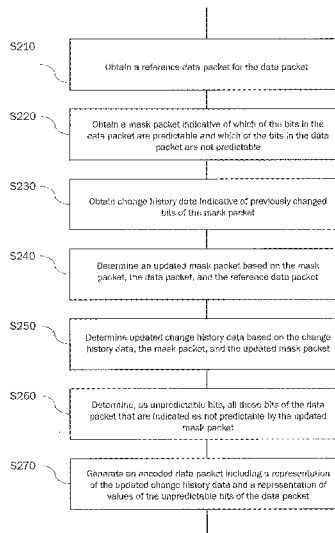 S210
Obtain a reference data packet for the data packet
S220
Obtain a mask packet indicative of which of the bits in the
data packet are predictable and which of the bits in the data
packet are not predictable
S230
Obtain change history data indicative of previously changed
bits of the mask packet
S240
Determine an updated mask packet based on the mask
packet, the data packet, and the reference data packet
S250
Determine updated change history data based on the change
history data, the mask packet, and the updated mask packet
S260
Determine, as unpredictable bits, all those bits of the data
packet that are indicated as not predictable by the updated
mask packet
S270
Generate an encoded data packet including a representation
of the updated change history data and a representation of
values of the unpredictable bits of the data packet